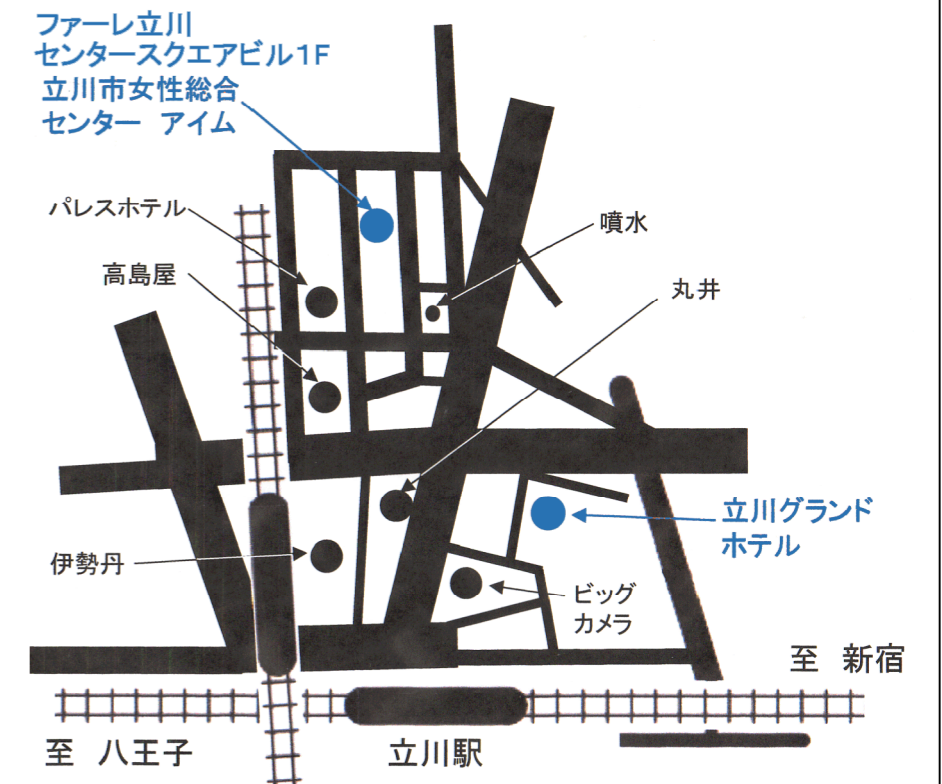 ファーレ立川
センタースクエアビル1F
立川市女性総合
センター アイム
パレスホテル
噴水
高島屋
丸井
立川グランド
ホテル
伊勢丹
ビッグ
カメラ
至 新宿
至 八王子
立川駅